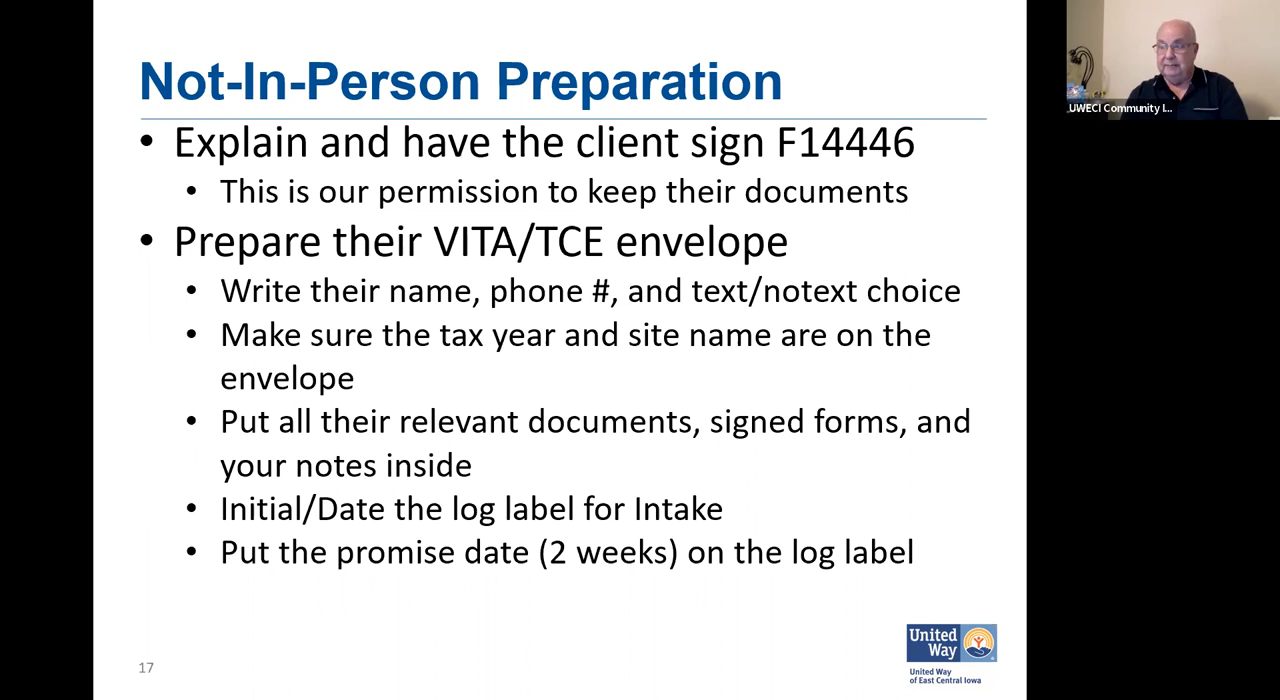 Not-In-Person Preparation
• Explain and have the client sign F14446
• This is our permission to keep their documents
• Prepare their VITA/TCE envelope
• Write their name, phone #, and text/notext choice
• Make sure the tax year and site name are on the
envelope
• Put all their relevant documents, signed forms, and
your notes inside
• Initial/Date the log label for Intake
• Put the promise date (2 weeks) on the log label
17
United
Way
United Way
of East Central Iowa
UWECI Community I...